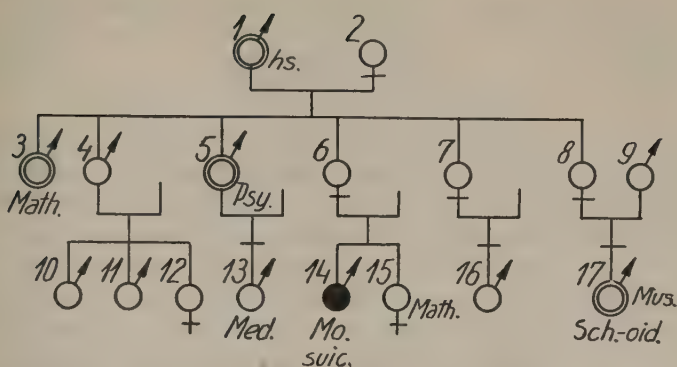 1 2
hs.
3 4 5 6 7 8 9
Math. Psy.
10 11 12 13 14 15 16 17
Med. Mo. Math. Mus.
suic. Sch.-oid.